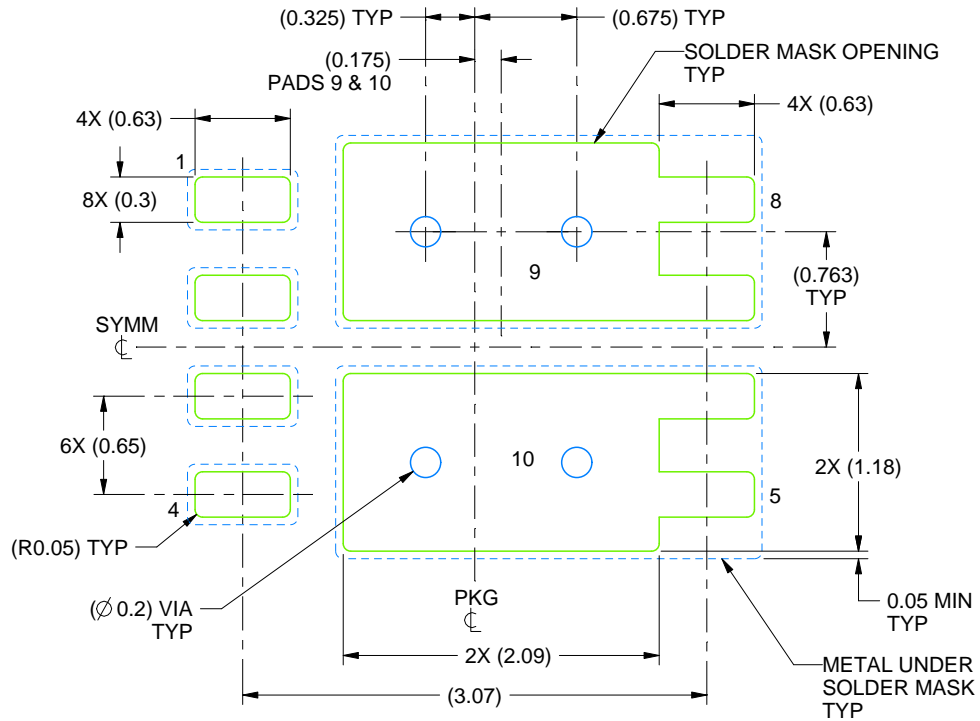 (0.325) TYP
(0.675) TYP
(0.175)
PADS 9 & 10
SOLDER MASK OPENING
TYP
4X (0.63)
4X (0.63)
1
8X (0.3)
8
9
(0.763)
TYP
SYMM
℄
6X (0.65)
10
2X (1.18)
4
5
(R0.05) TYP
(∅ 0.2) VIA
TYP
PKG
℄
0.05 MIN
TYP
2X (2.09)
METAL UNDER
SOLDER MASK
TYP
(3.07)